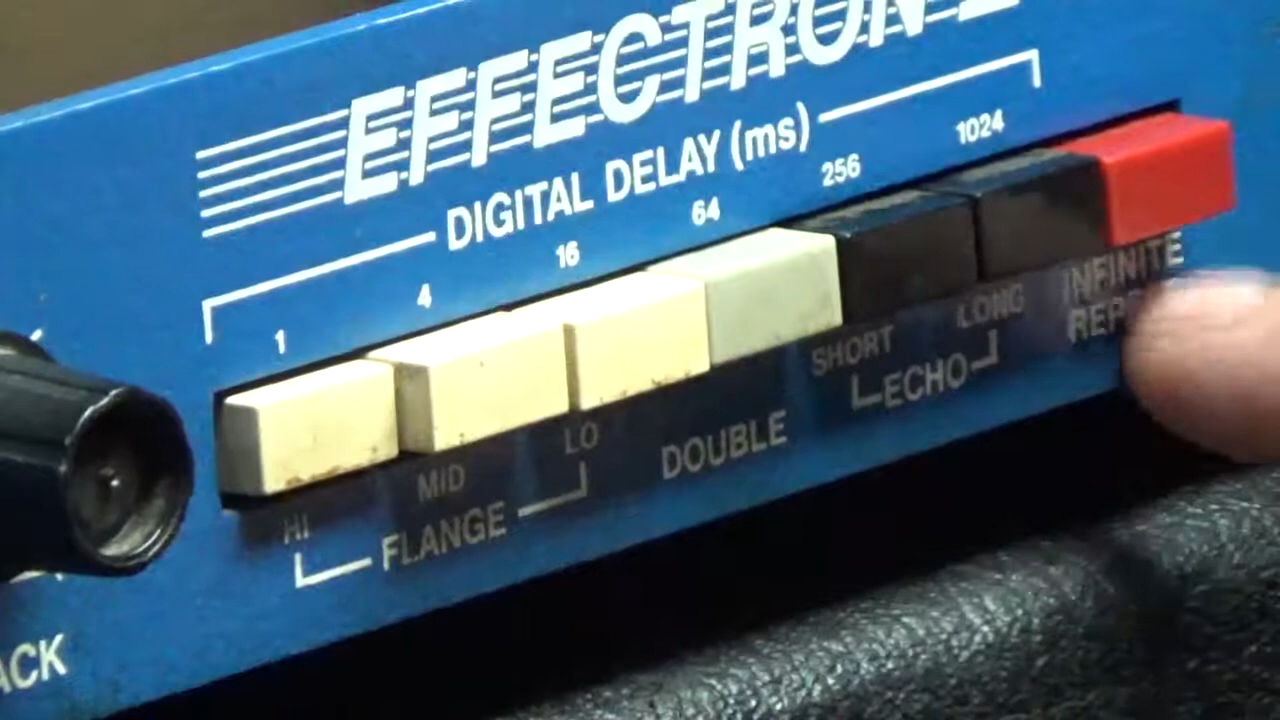 EFFECTRON
DIGITAL DELAY (ms)
1 4 16 64 256 1024
HI MID LO
FLANGE
DOUBLE
SHORT LONG
ECHO
INFINITE
REP
ACK